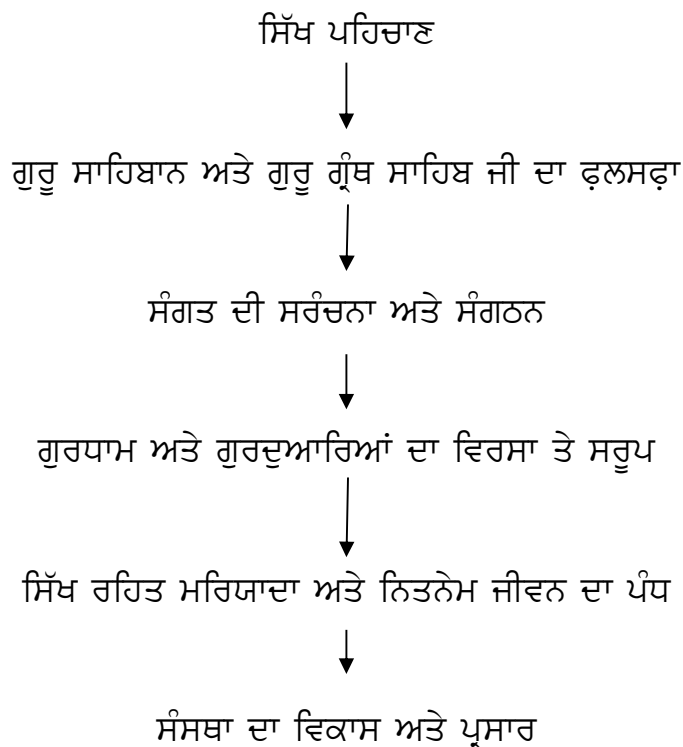 ਸਿੱਖ ਪਹਿਚਾਣ
ਗੁਰੂ ਸਾਹਿਬਾਨ ਅਤੇ ਗੁਰੂ ਗ੍ਰੰਥ ਸਾਹਿਬ ਜੀ ਦਾ ਫ਼ਲਸਫ਼ਾ
ਸੰਗਤ ਦੀ ਸਰੰਚਨਾ ਅਤੇ ਸੰਗਠਨ
ਗੁਰਧਾਮ ਅਤੇ ਗੁਰਦੁਆਰਿਆਂ ਦਾ ਵਿਰਸਾ ਤੇ ਸਰੂਪ
ਸਿੱਖ ਰਹਿਤ ਮਰਿਯਾਦਾ ਅਤੇ ਨਿਤਨੇਮ ਜੀਵਨ ਦਾ ਪੰਧ
ਸੰਸਥਾ ਦਾ ਵਿਕਾਸ ਅਤੇ ਪ੍ਰਸਾਰ